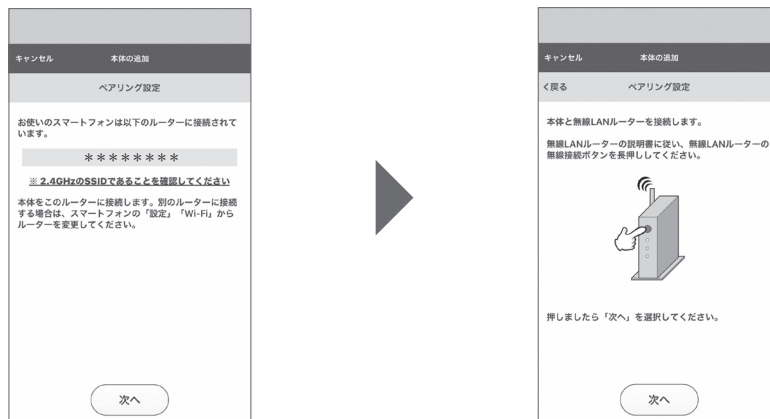 キャンセル 本体の追加
ペアリング設定
お使いのスマートフォンは以下のルーターに接続されて
います。
********
※ 2.4GHzのSSIDであることを確認してください
本体をこのルーターに接続します。別のルーターに接続
する場合は、スマートフォンの「設定」「Wi-Fi」から
ルーターを変更してください。
次へ
キャンセル 本体の追加
く戻る ペアリング設定
本体と無線LANルーターを接続します。
無線LANルーターの説明書に従い、無線LANルーターの
無線接続ボタンを長押ししてください。
押しましたら「次へ」を選択してください。
次へ